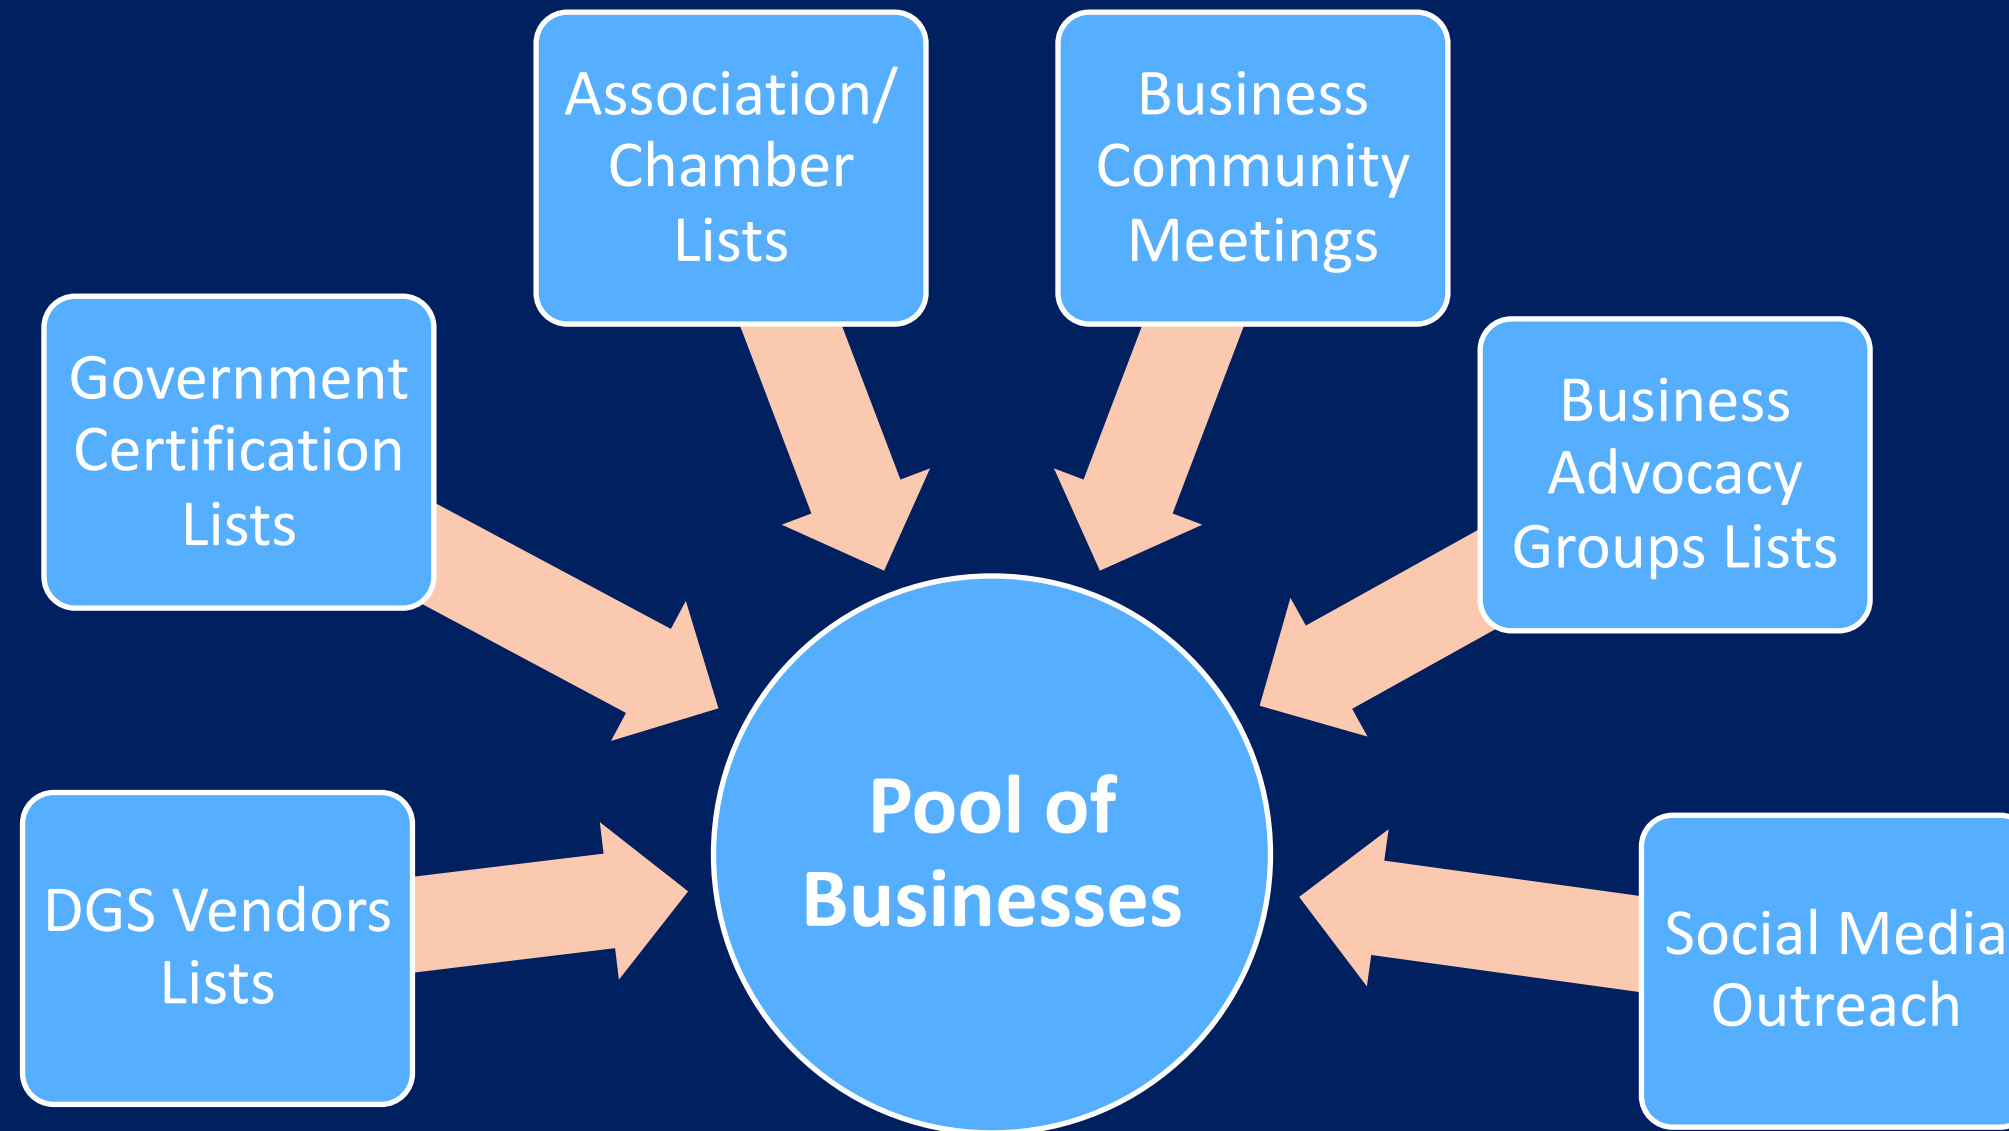 Association/
Chamber
Lists
Business
Community
Meetings
Government
Certification
Lists
Business
Advocacy
Groups Lists
DGS Vendors
Lists
Pool of
Businesses
Social Media
Outreach